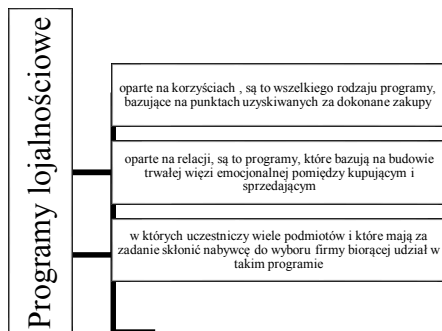 Programy lojalnościowe
oparte na korzyściach , są to wszelkiego rodzaju programy,
bazujące na punktach uzyskiwanych za dokonane zakupy
oparte na relacji, są to programy, które bazują na budowie
trwałej więzi emocjonalnej pomiędzy kupującym i
sprzedającym
w których uczestniczy wiele podmiotów i które mają za
zadanie skłonić nabywcę do wyboru firmy biorącej udział w
takim programie